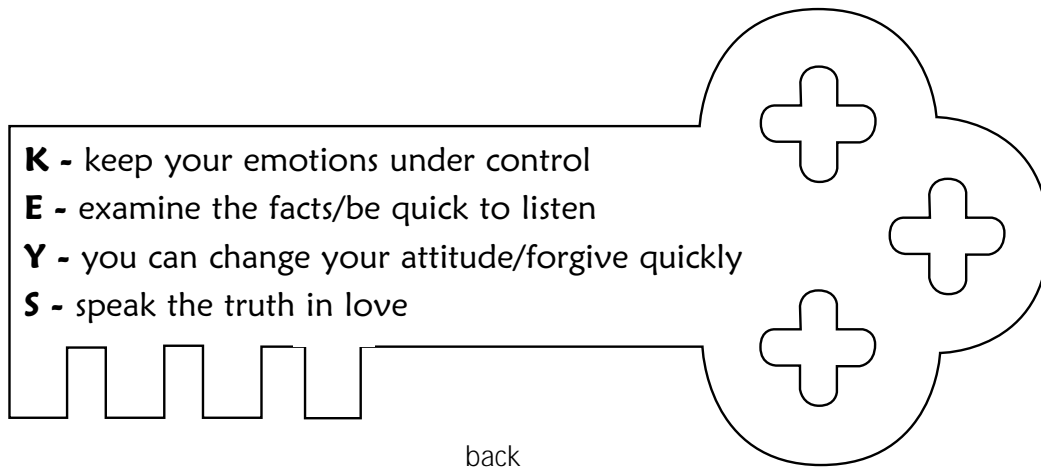 K - keep your emotions under control
E - examine the facts/be quick to listen
Y - you can change your attitude/forgive quickly
S - speak the truth in love
back